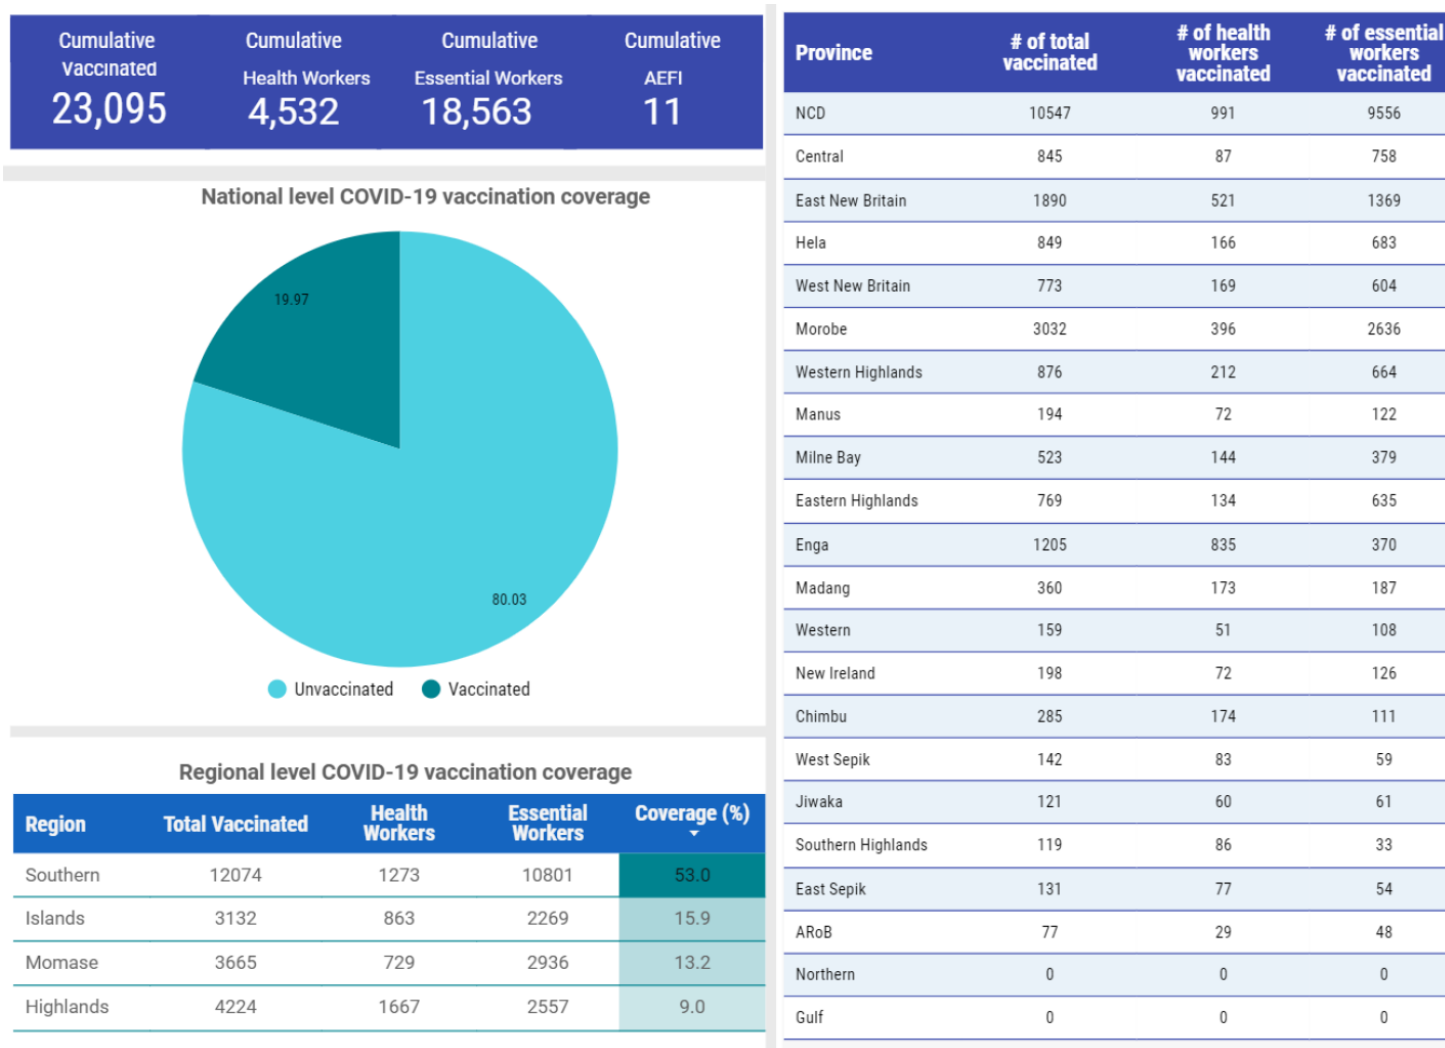 Cumulative Vaccinated 23,095
Cumulative Health Workers 4,532
Cumulative Essential Workers 18,563
Cumulative AEFI 11
National level COVID-19 vaccination coverage
19.97
80.03
Unvaccinated Vaccinated
Regional level COVID-19 vaccination coverage
Region Total Vaccinated Health Workers Essential Workers Coverage (%)
Southern 12074 1273 10801 53.0
Islands 3132 863 2269 15.9
Momase 3665 729 2936 13.2
Highlands 4224 1667 2557 9.0
Province # of total vaccinated # of health workers vaccinated # of essential workers vaccinated
NCD 10547 991 9556
Central 845 87 758
East New Britain 1890 521 1369
Hela 849 166 683
West New Britain 773 169 604
Morobe 3032 396 2636
Western Highlands 876 212 664
Manus 194 72 122
Milne Bay 523 144 379
Eastern Highlands 769 134 635
Enga 1205 835 370
Madang 360 173 187
Western 159 51 108
New Ireland 198 72 126
Chimbu 285 174 111
West Sepik 142 83 59
Jiwaka 121 60 61
Southern Highlands 119 86 33
East Sepik 131 77 54
ARoB 77 29 48
Northern 0 0 0
Gulf 0 0 0